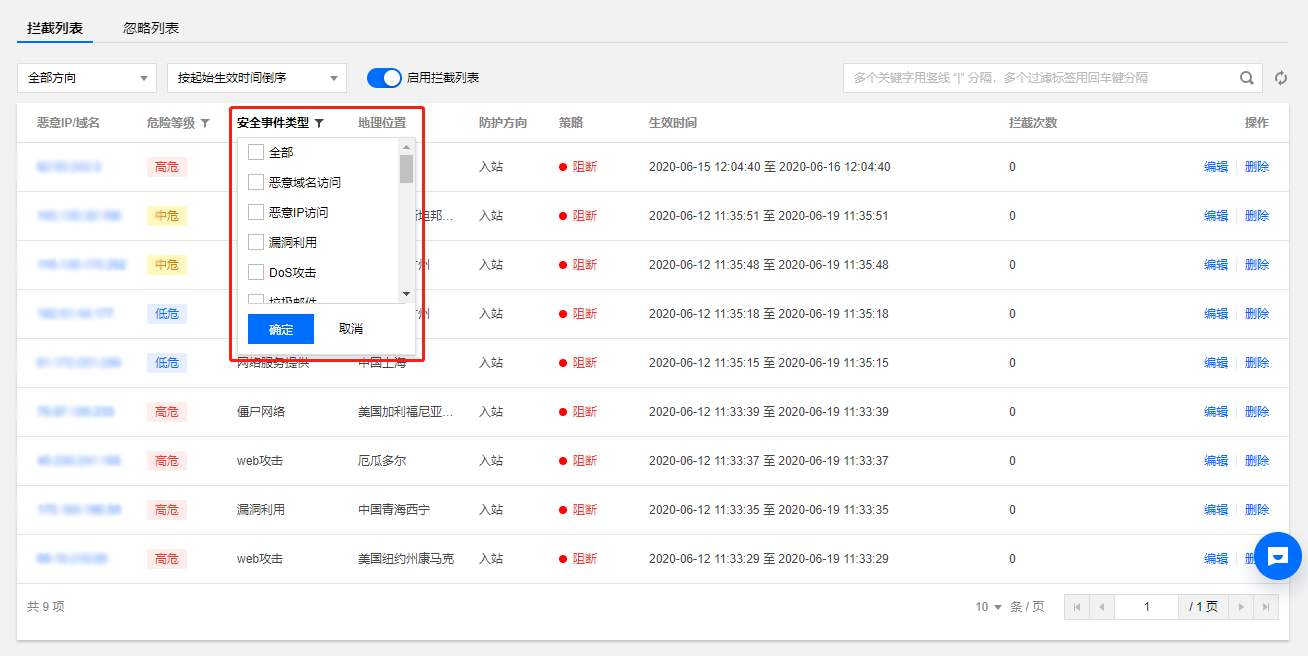 拦截列表 忽略列表
全部方向 按起始生效时间倒序 启用拦截列表 多个关键字用竖线 “|” 分隔，多个过滤标签用回车键分隔
恶意IP/域名 危险等级 安全事件类型 地理位置 防护方向 策略 生效时间 拦截次数 操作
全部
高危 入站 阻断 2020-06-15 12:04:40 至 2020-06-16 12:04:40 0 编辑 删除
恶意域名访问
恶意IP访问
中危 坦邦... 入站 阻断 2020-06-12 11:35:51 至 2020-06-19 11:35:51 0 编辑 删除
漏洞利用
中危 州 入站 阻断 2020-06-12 11:35:48 至 2020-06-19 11:35:48 0 编辑 删除
DoS攻击
垃圾邮件
低危 州 入站 阻断 2020-06-12 11:35:18 至 2020-06-19 11:35:18 0 编辑 删除
确定 取消
低危 网络服务提供 中国上海 入站 阻断 2020-06-12 11:35:15 至 2020-06-19 11:35:15 0 编辑 删除
高危 僵尸网络 美国加利福尼亚... 入站 阻断 2020-06-12 11:33:39 至 2020-06-19 11:33:39 0 编辑 删除
高危 web攻击 厄瓜多尔 入站 阻断 2020-06-12 11:33:37 至 2020-06-19 11:33:37 0 编辑 删除
高危 漏洞利用 中国青海西宁 入站 阻断 2020-06-12 11:33:35 至 2020-06-19 11:33:35 0 编辑 删除
高危 web攻击 美国纽约州康马克 入站 阻断 2020-06-12 11:33:29 至 2020-06-19 11:33:29 0 编辑 删
共 9 项 10 条 / 页 1 / 1 页